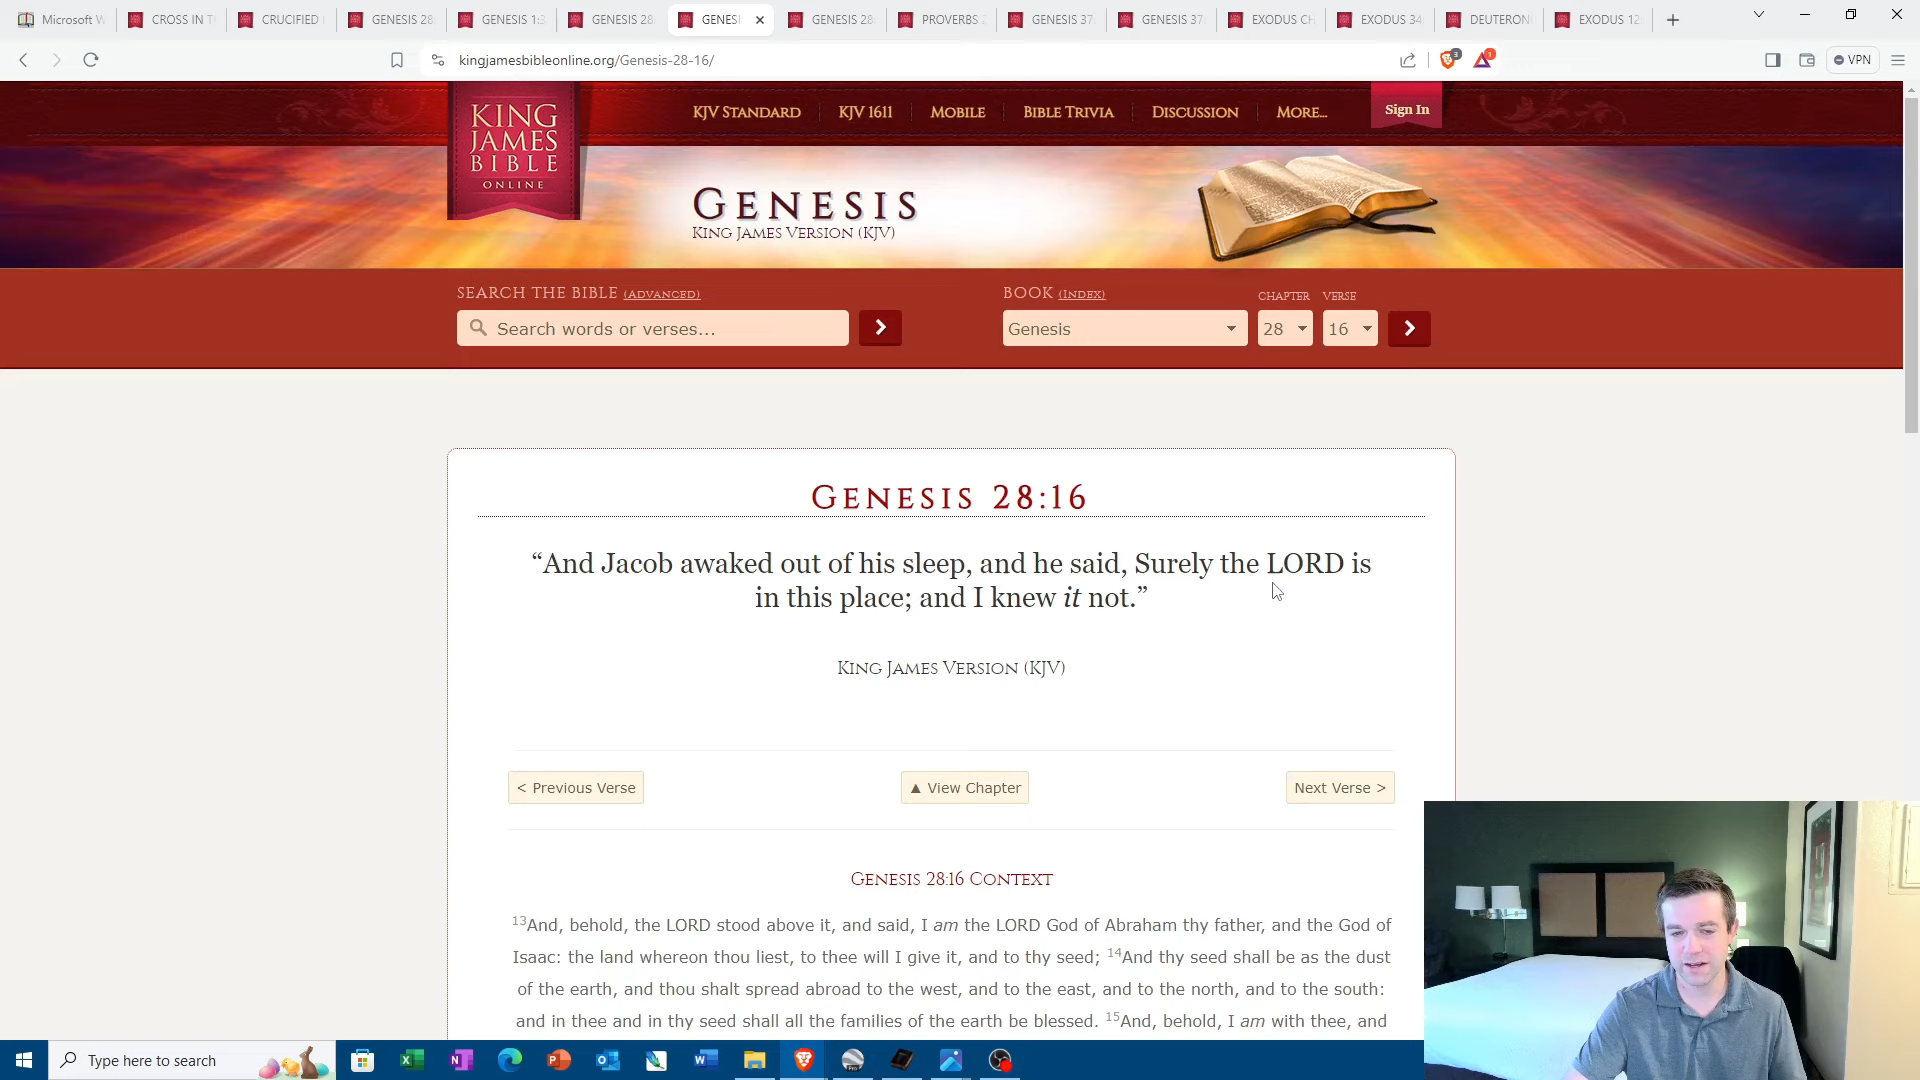 Microsoft W
CROSS IN T
CRUCIFIED
GENESIS 28
GENESIS 1:3
GENESIS 28
GENESI
GENESIS 28
PROVERBS 2
GENESIS 37
GENESIS 37
EXODUS CH
EXODUS 34
DEUTERON
EXODUS 12
kingjamesbibleonline.org/Genesis-28-16/
3
1
VPN
KING JAMES BIBLE ONLINE
KJV STANDARD
KJV 1611
MOBILE
BIBLE TRIVIA
DISCUSSION
MORE...
Sign In
GENESIS
KING JAMES VERSION (KJV)
SEARCH THE BIBLE (ADVANCED)
BOOK (INDEX)
CHAPTER
VERSE
Search words or verses...
Genesis
28
16
GENESIS 28:16
“And Jacob awaked out of his sleep, and he said, Surely the LORD is
in this place; and I knew it not.”
KING JAMES VERSION (KJV)
< Previous Verse
▲ View Chapter
Next Verse >
GENESIS 28:16 CONTEXT
13And, behold, the LORD stood above it, and said, I am the LORD God of Abraham thy father, and the God of
Isaac: the land whereon thou liest, to thee will I give it, and to thy seed; 14And thy seed shall be as the dust
of the earth, and thou shalt spread abroad to the west, and to the east, and to the north, and to the south:
and in thee and in thy seed shall all the families of the earth be blessed. 15And, behold, I am with thee, and
Type here to search